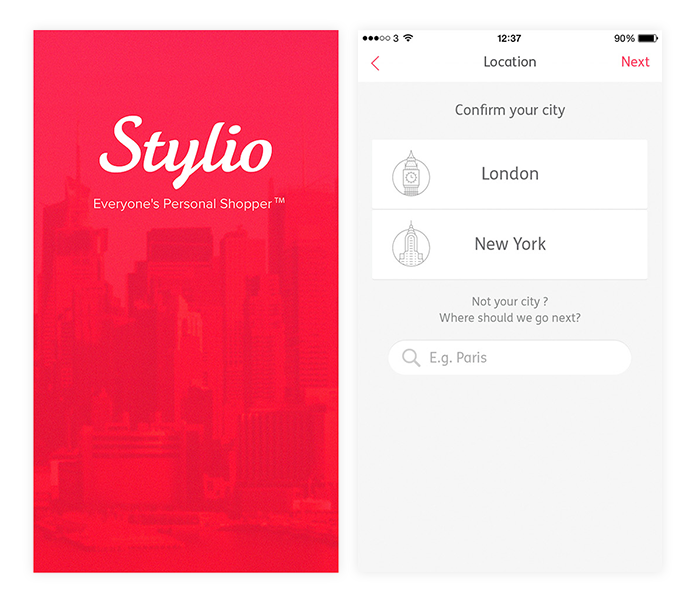 Stylio
Everyone's Personal Shopper™
3 12:37 90%
Location Next
Confirm your city
London
New York
Not your city ?
Where should we go next?
E.g. Paris